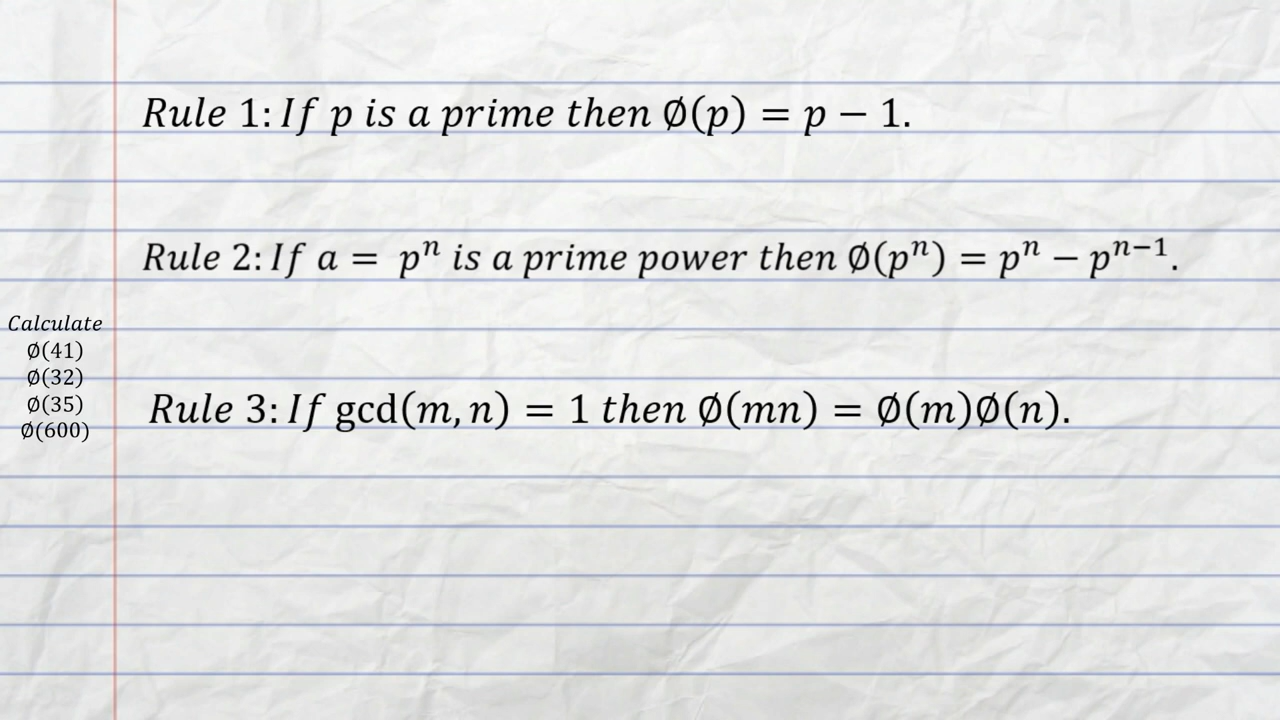 Rule 1: If p is a prime then ∅(p) = p − 1.
Rule 2: If a = pⁿ is a prime power then ∅(pⁿ) = pⁿ − pⁿ⁻¹.
Calculate
∅(41)
∅(32)
∅(35)
∅(600)
Rule 3: If gcd(m, n) = 1 then ∅(mn) = ∅(m)∅(n).